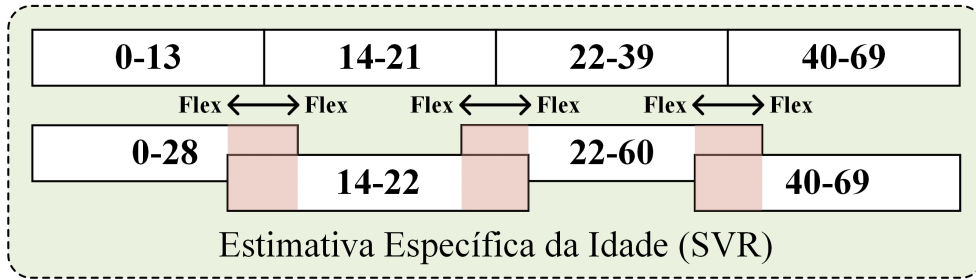 0-13 14-21 22-39 40-69
Flex Flex Flex Flex Flex Flex
0-28 22-60
14-22 40-69
Estimativa Específica da Idade (SVR)